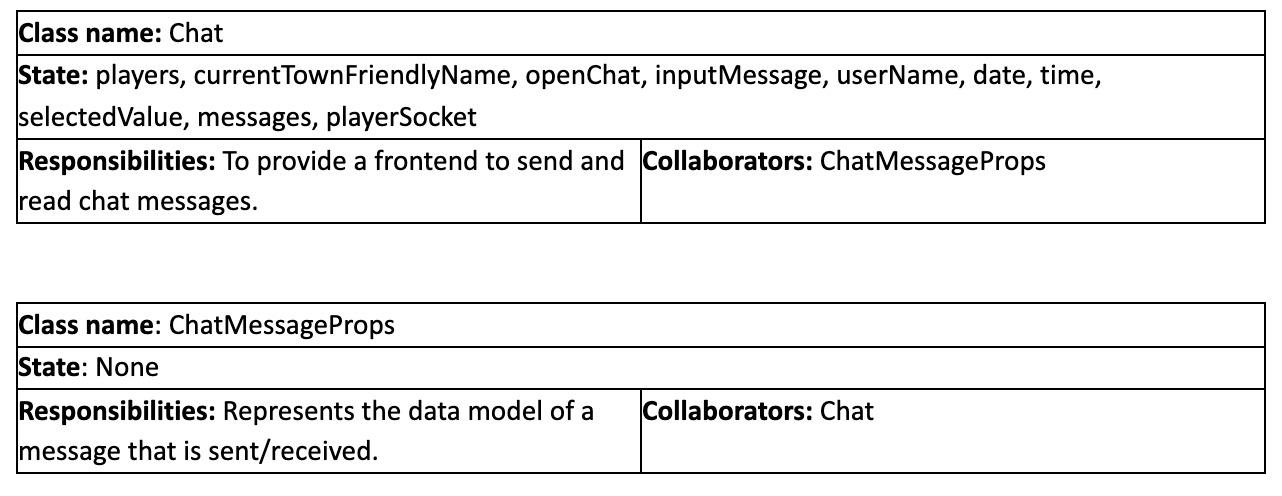 Class name: Chat
State: players, currentTownFriendlyName, openChat, inputMessage, userName, date, time,
selectedValue, messages, playerSocket
Responsibilities: To provide a frontend to send and
read chat messages.
Collaborators: ChatMessageProps
Class name: ChatMessageProps
State: None
Responsibilities: Represents the data model of a
message that is sent/received.
Collaborators: Chat